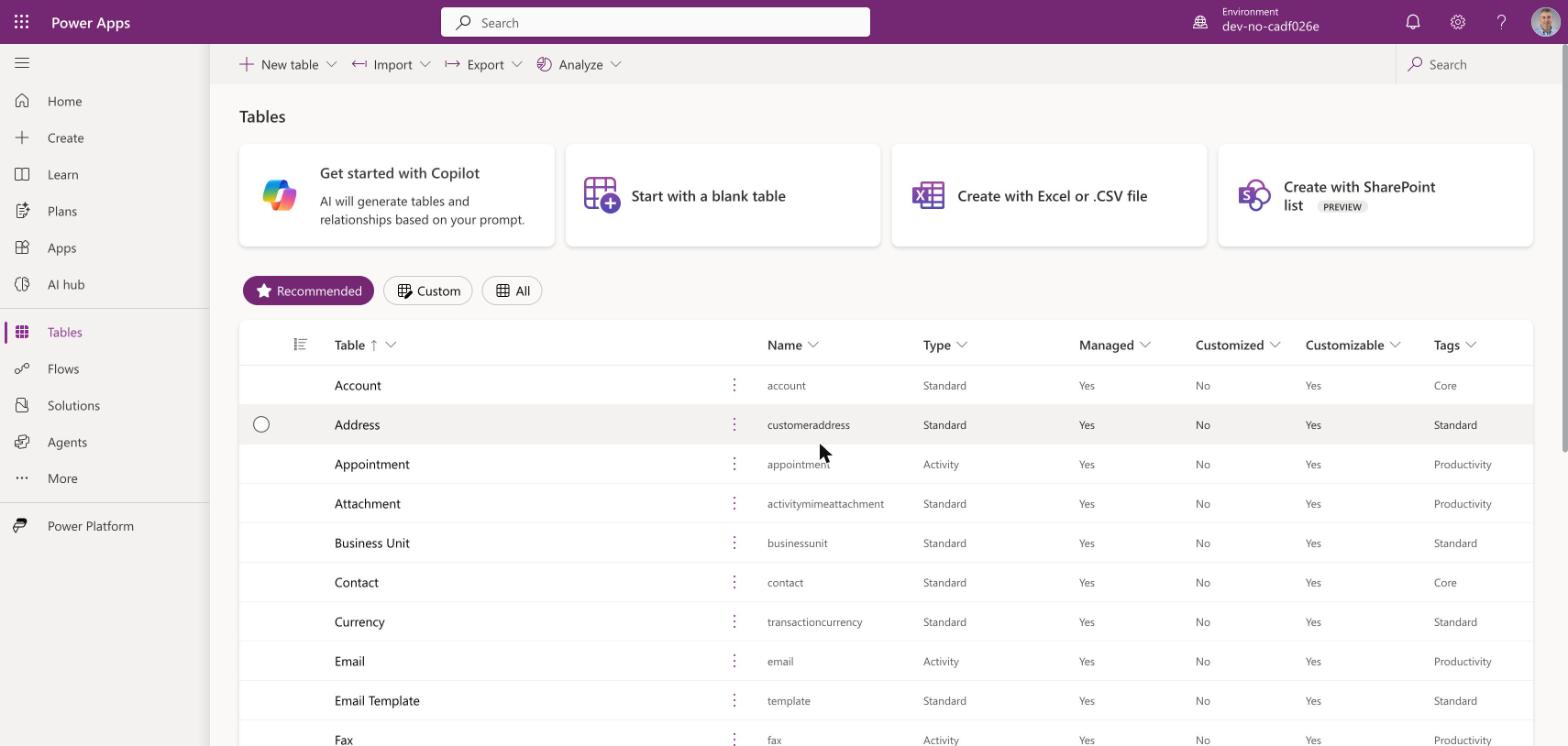 Power Apps
Search
Environment
dev-no-cadf026e
New table
Import
Export
Analyze
Search
Home
Create
Learn
Plans
Apps
AI hub
Tables
Flows
Solutions
Agents
More
Power Platform
Tables
Get started with Copilot
AI will generate tables and
relationships based on your prompt.
Start with a blank table
Create with Excel or .CSV file
Create with SharePoint
list PREVIEW
Recommended
Custom
All
Table ↑ Name Type Managed Customized Customizable Tags
Account account Standard Yes No Yes Core
Address customeraddress Standard Yes No Yes Standard
Appointment appointment Activity Yes No Yes Productivity
Attachment activitymimeattachment Standard Yes No Yes Productivity
Business Unit businessunit Standard Yes No Yes Standard
Contact contact Standard Yes No Yes Core
Currency transactioncurrency Standard Yes No Yes Standard
Email email Activity Yes No Yes Productivity
Email Template template Standard Yes No Yes Standard
Fax fax Activity Yes No Yes Productivity